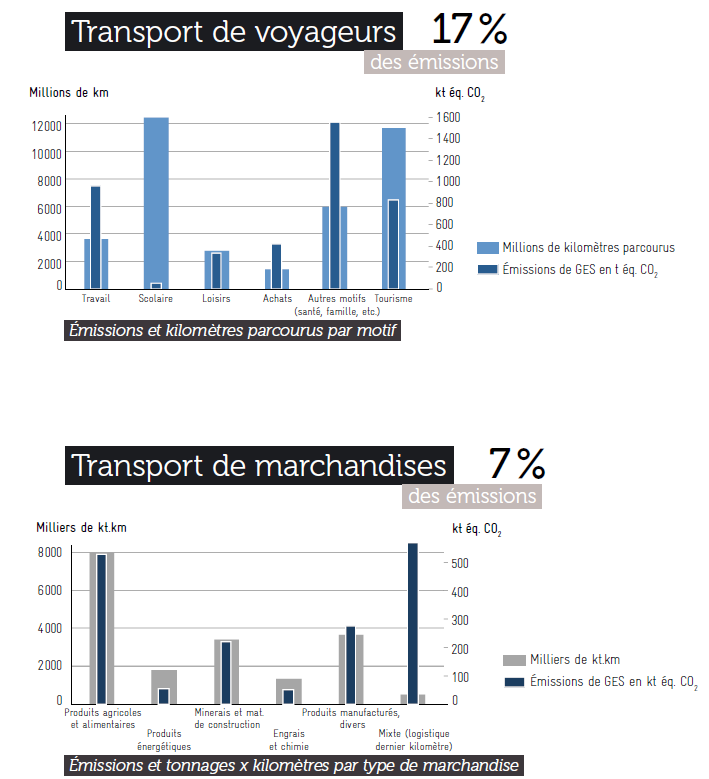 Transport de voyageurs 17 %
des émissions
Millions de km
kt éq. CO2
12000
10000
8000
6000
4000
2000
0
1600
1400
1200
1000
800
600
400
200
0
Travail
Scolaire
Loisirs
Achats
Autres motifs
(santé, famille, etc.)
Tourisme
Millions de kilomètres parcourus
Émissions de GES en t éq. CO2
Émissions et kilomètres parcourus par motif
Transport de marchandises 7 %
des émissions
Milliers de kt.km
kt éq. CO2
8000
6000
4000
2000
0
500
400
300
200
100
0
Produits agricoles
et alimentaires
Produits
énergétiques
Minerais et mat.
de construction
Engrais
et chimie
Produits manufacturés,
divers
Mixte (logistique
dernier kilomètre)
Milliers de kt.km
Émissions de GES en kt éq. CO2
Émissions et tonnages x kilomètres par type de marchandise